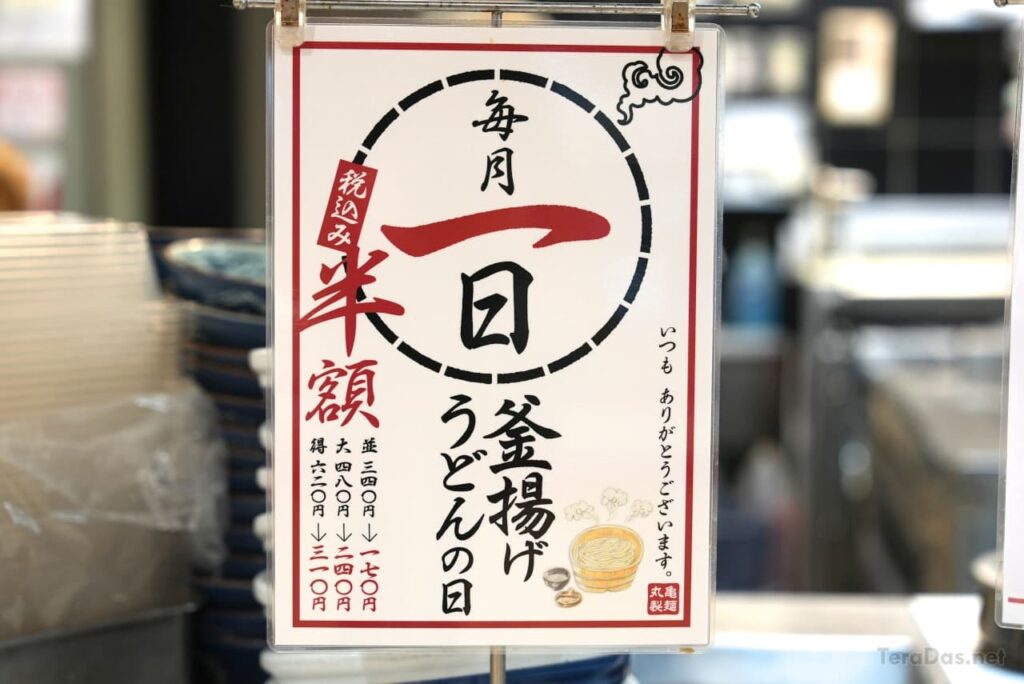 いつも ありがとうございます。
毎月
一
日
釜揚げ
うどんの日
税込み
半額
並 三四〇円→一七〇円
大 四八〇円→二四〇円
得 六二〇円→三一〇円
丸亀製麺
TeraDas.net